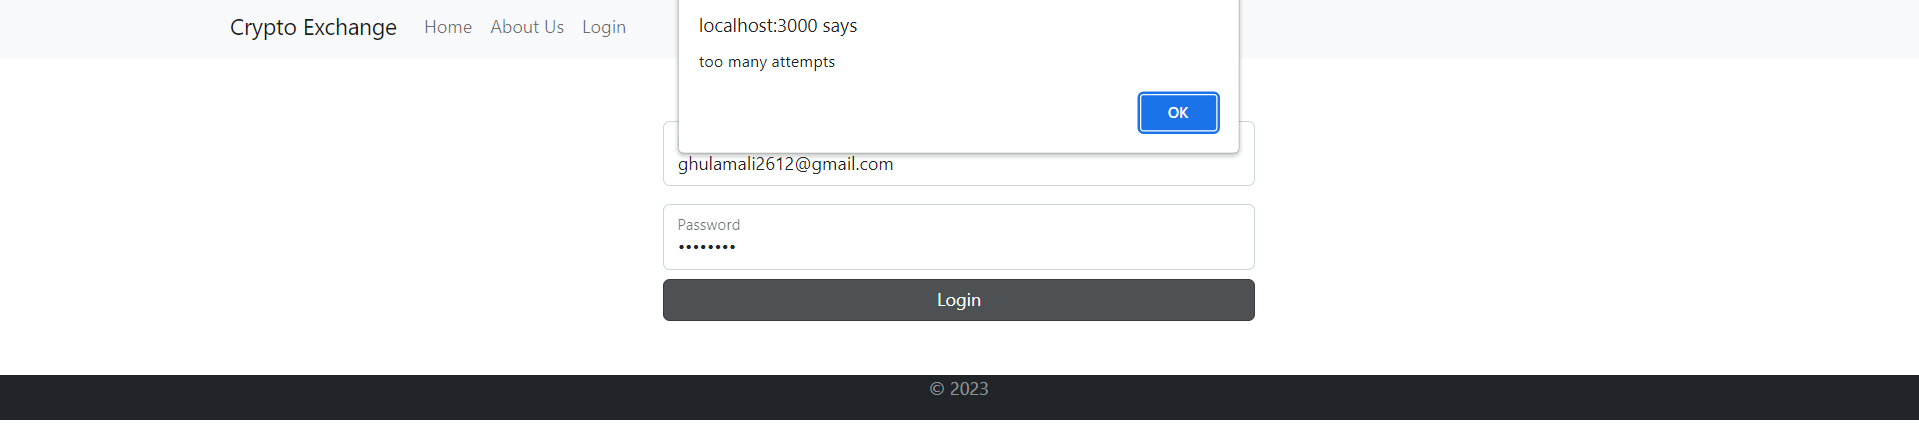 Crypto Exchange Home About Us Login
localhost:3000 says
too many attempts
OK
ghulamali2612@gmail.com
Password
••••••••
Login
© 2023